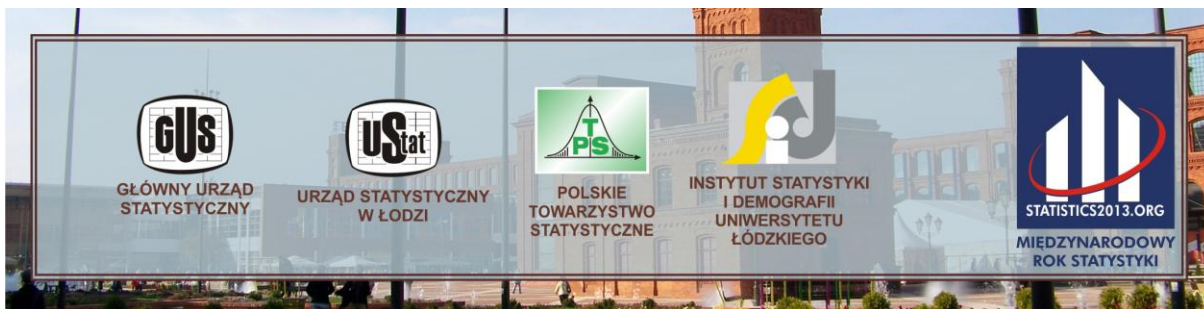 GUS
GŁÓWNY URZĄD
STATYSTYCZNY
UStat
URZĄD STATYSTYCZNY
W ŁODZI
TPS
POLSKIE
TOWARZYSTWO
STATYSTYCZNE
INSTYTUT STATYSTYKI
I DEMOGRAFII
UNIWERSYTETU
ŁÓDZKIEGO
STATISTICS2013.ORG
MIĘDZYNARODOWY
ROK STATYSTYKI